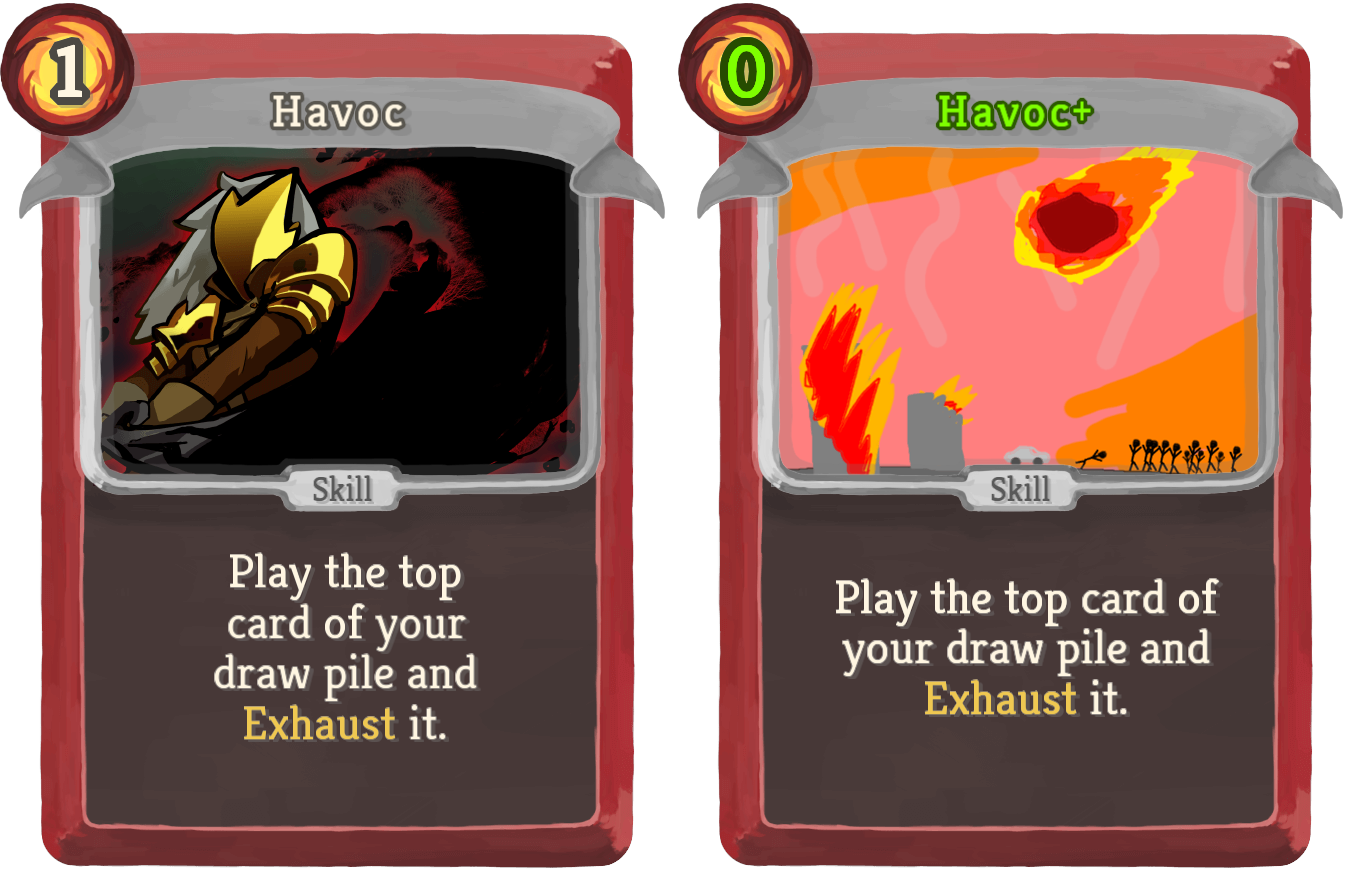 1
Havoc
Skill
Play the top
card of your
draw pile and
Exhaust it.
0
Havoc+
Skill
Play the top card of
your draw pile and
Exhaust it.